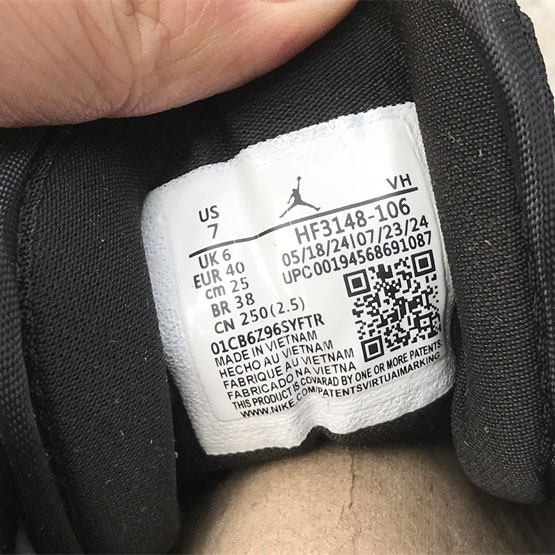 US
7
VH
UK 6
EUR 40
cm 25
BR 38
CN 250 (2.5)
HF3148-106
05/18/24|07/23/24
UPC00194568691087
01CB6Z96SYFTR
MADE IN VIETNAM
HECHO AU VIETNAM
FABRIQUE AU VIETNAM
FABRICADO NA VIETNA
THIS PRODUCT IS COVARAD BY ONE OR MORE PATENTS
WWW.NIKE.COM/PATENTSVIRTUAIMARKING